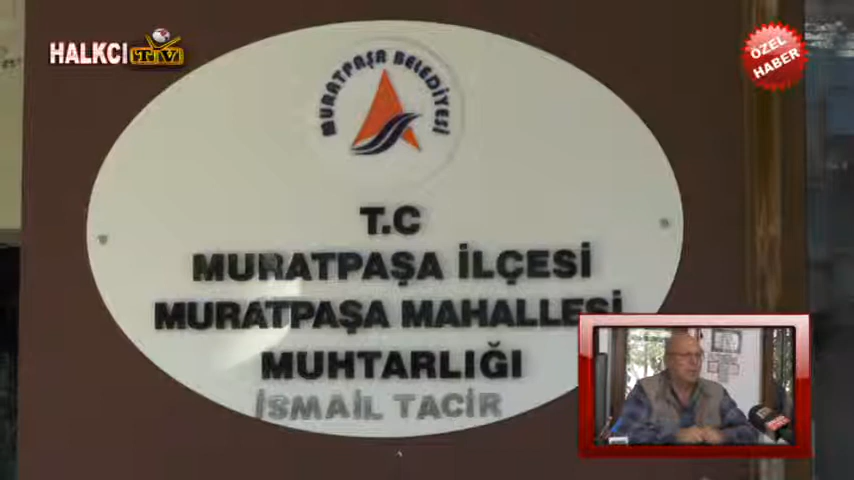 HALKCI TV
ÖZEL
HABER
MURATPAŞA BELEDİYESİ
T.C
MURATPAŞA İLÇESİ
MURATPAŞA MAHALLESİ
MUHTARLIĞI
İSMAİL TACİR